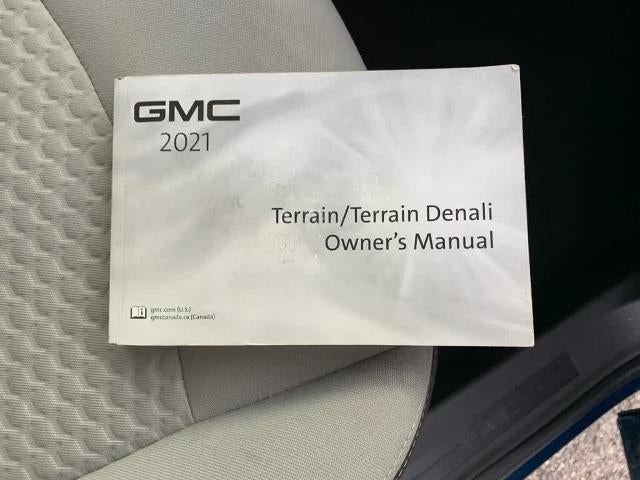 GMC
2021
Terrain/Terrain Denali
Owner's Manual
gmc.com (U.S.)
gmccanada.ca (Canada)